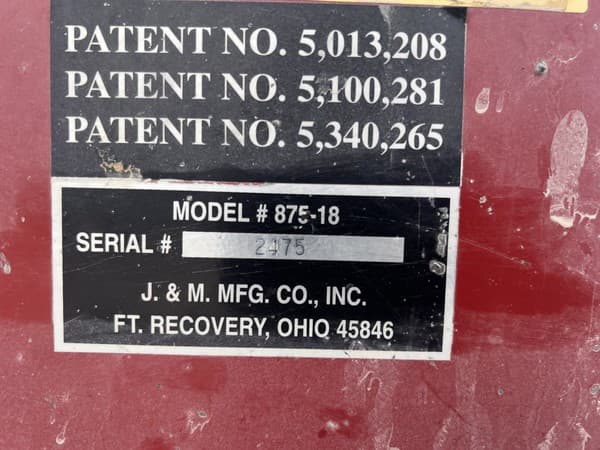 PATENT NO. 5,013,208
PATENT NO. 5,100,281
PATENT NO. 5,340,265
MODEL # 875-18
SERIAL # 2475
J. & M. MFG. CO., INC.
FT. RECOVERY, OHIO 45846